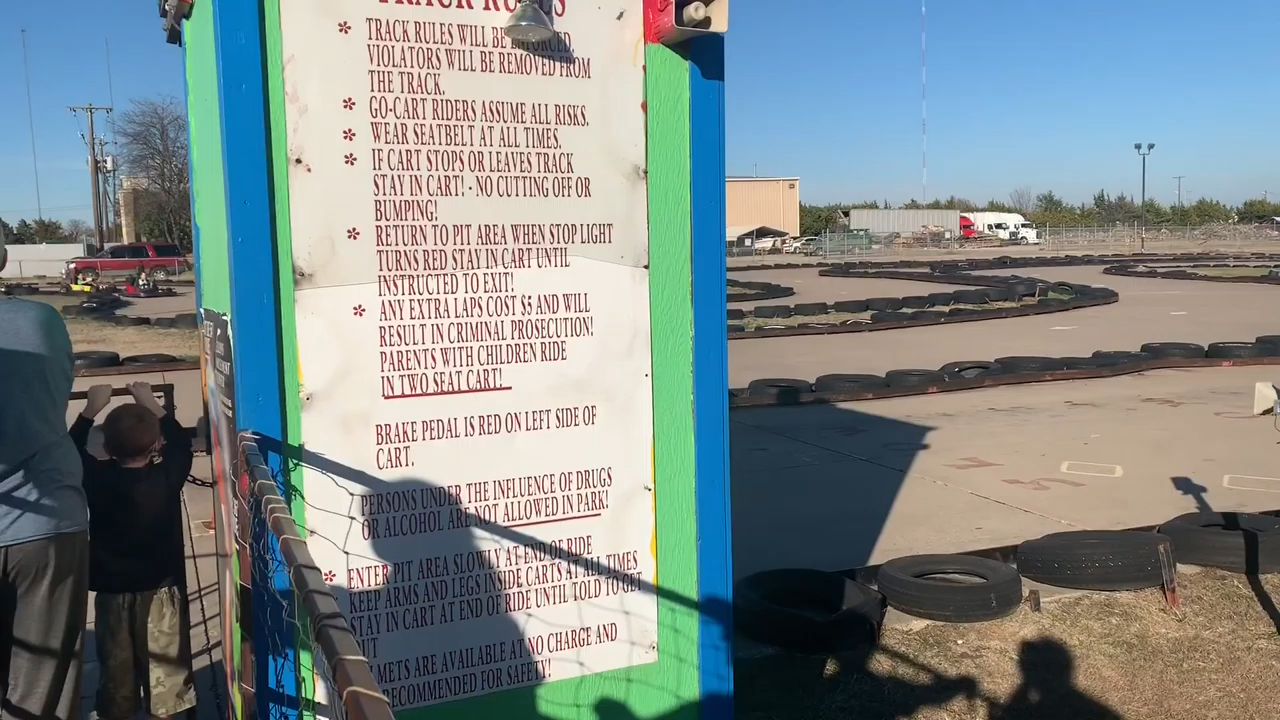 TRACK RULES
* TRACK RULES WILL BE ENFORCED.
VIOLATORS WILL BE REMOVED FROM
THE TRACK.
* GO-CART RIDERS ASSUME ALL RISKS.
* WEAR SEATBELT AT ALL TIMES.
* IF CART STOPS OR LEAVES TRACK
STAY IN CART! - NO CUTTING OFF OR
BUMPING!
* RETURN TO PIT AREA WHEN STOP LIGHT
TURNS RED STAY IN CART UNTIL
INSTRUCTED TO EXIT!
* ANY EXTRA LAPS COST $5 AND WILL
RESULT IN CRIMINAL PROSECUTION!
PARENTS WITH CHILDREN RIDE
IN TWO SEAT CART!
BRAKE PEDAL IS RED ON LEFT SIDE OF
CART.
PERSONS UNDER THE INFLUENCE OF DRUGS
OR ALCOHOL ARE NOT ALLOWED IN PARK!
* ENTER PIT AREA SLOWLY AT END OF RIDE
KEEP ARMS AND LEGS INSIDE CARTS AT ALL TIMES
STAY IN CART AT END OF RIDE UNTIL TOLD TO GET
METS ARE AVAILABLE AT NO CHARGE AND
RECOMMENDED FOR SAFETY!